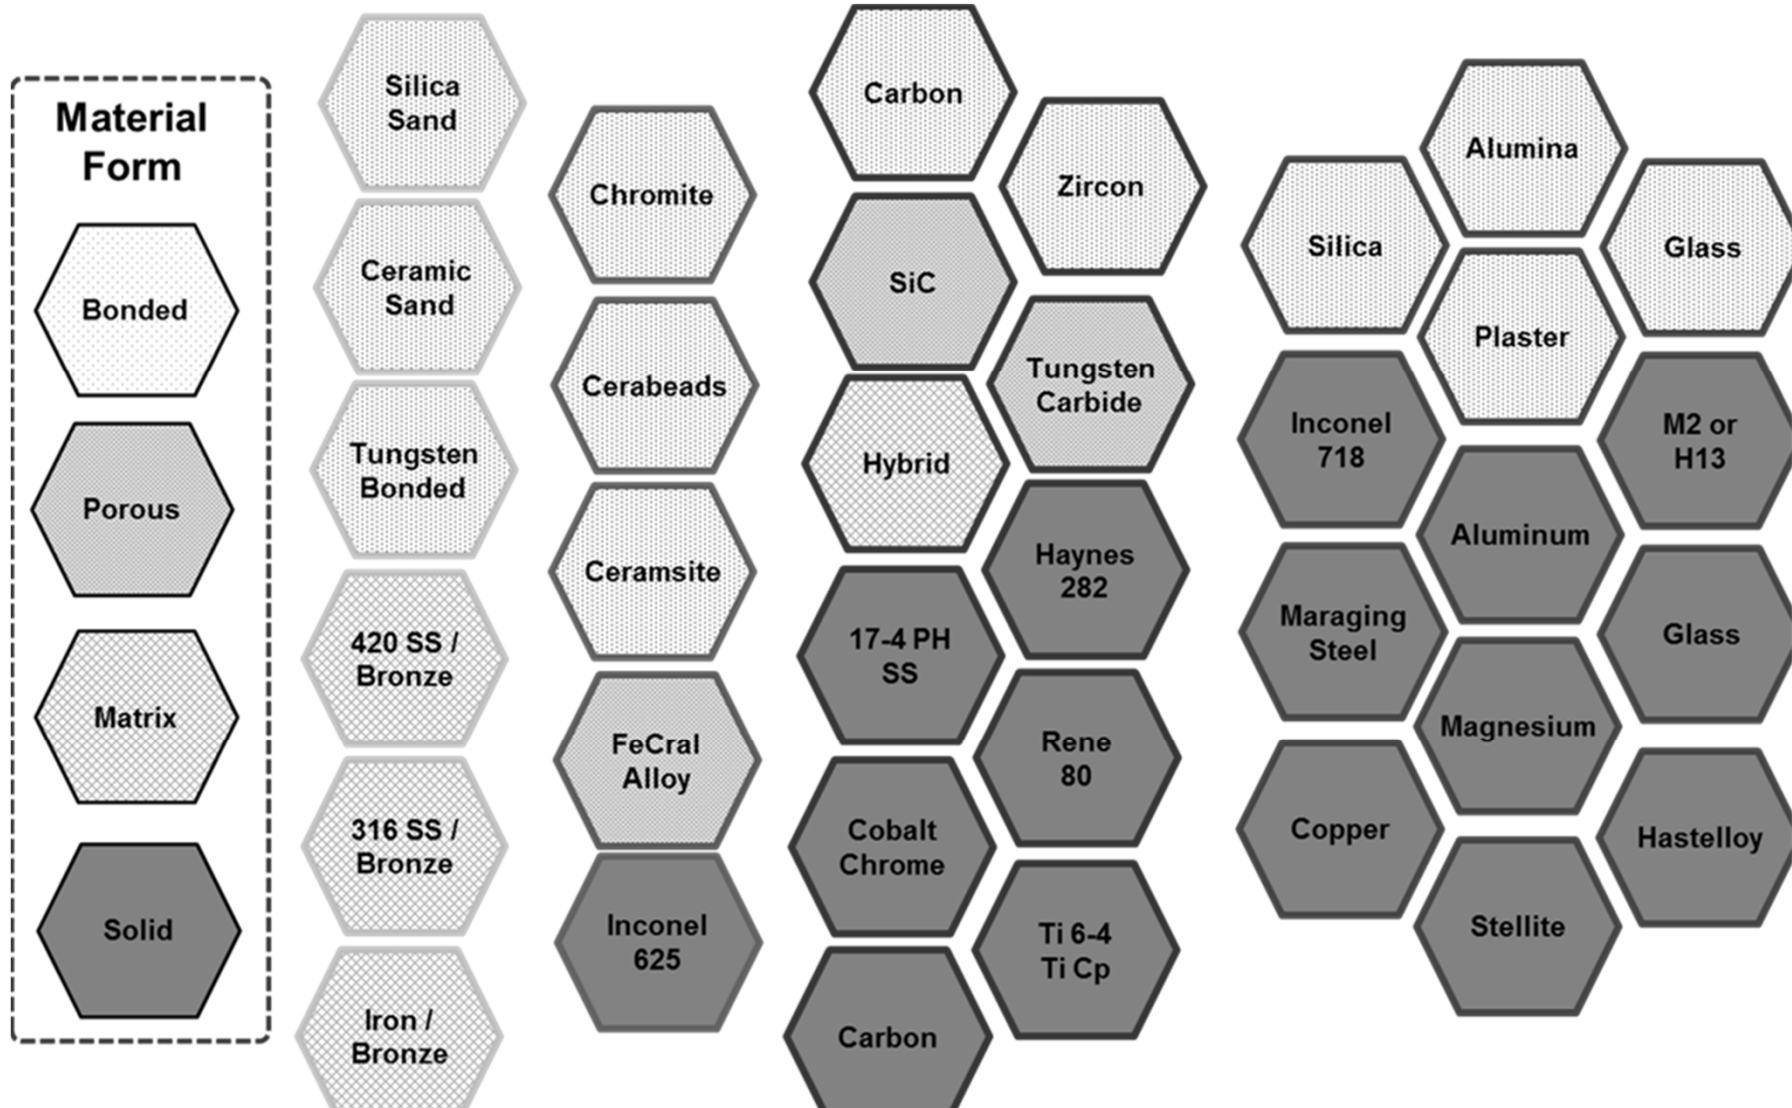 Material
Form
Bonded
Porous
Matrix
Solid
Silica
Sand
Ceramic
Sand
Tungsten
Bonded
420 SS /
Bronze
316 SS /
Bronze
Iron /
Bronze
Chromite
Cerabeads
Ceramsite
FeCral
Alloy
Inconel
625
Carbon
SiC
Hybrid
17-4 PH
SS
Cobalt
Chrome
Carbon
Zircon
Tungsten
Carbide
Haynes
282
Rene
80
Ti 6-4
Ti Cp
Silica
Inconel
718
Maraging
Steel
Copper
Alumina
Plaster
Aluminum
Magnesium
Stellite
Glass
M2 or
H13
Glass
Hastelloy